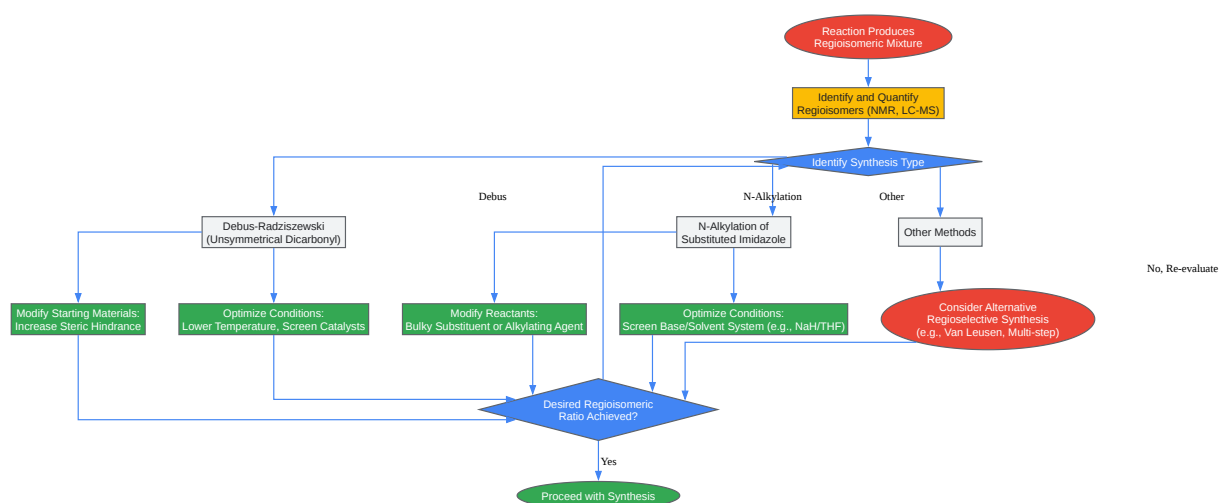 Reaction Produces
Regioisomeric Mixture
Identify and Quantify
Regioisomers (NMR, LC-MS)
Identify Synthesis Type
Debus
N-Alkylation
Other
Debus-Radziszewski
(Unsymmetrical Dicarbonyl)
N-Alkylation of
Substituted Imidazole
Other Methods
No, Re-evaluate
Modify Starting Materials:
Increase Steric Hindrance
Optimize Conditions:
Lower Temperature, Screen Catalysts
Modify Reactants:
Bulky Substituent or Alkylating Agent
Optimize Conditions:
Screen Base/Solvent System (e.g., NaH/THF)
Consider Alternative
Regioselective Synthesis
(e.g., Van Leusen, Multi-step)
Desired Regioisomeric
Ratio Achieved?
Yes
Proceed with Synthesis